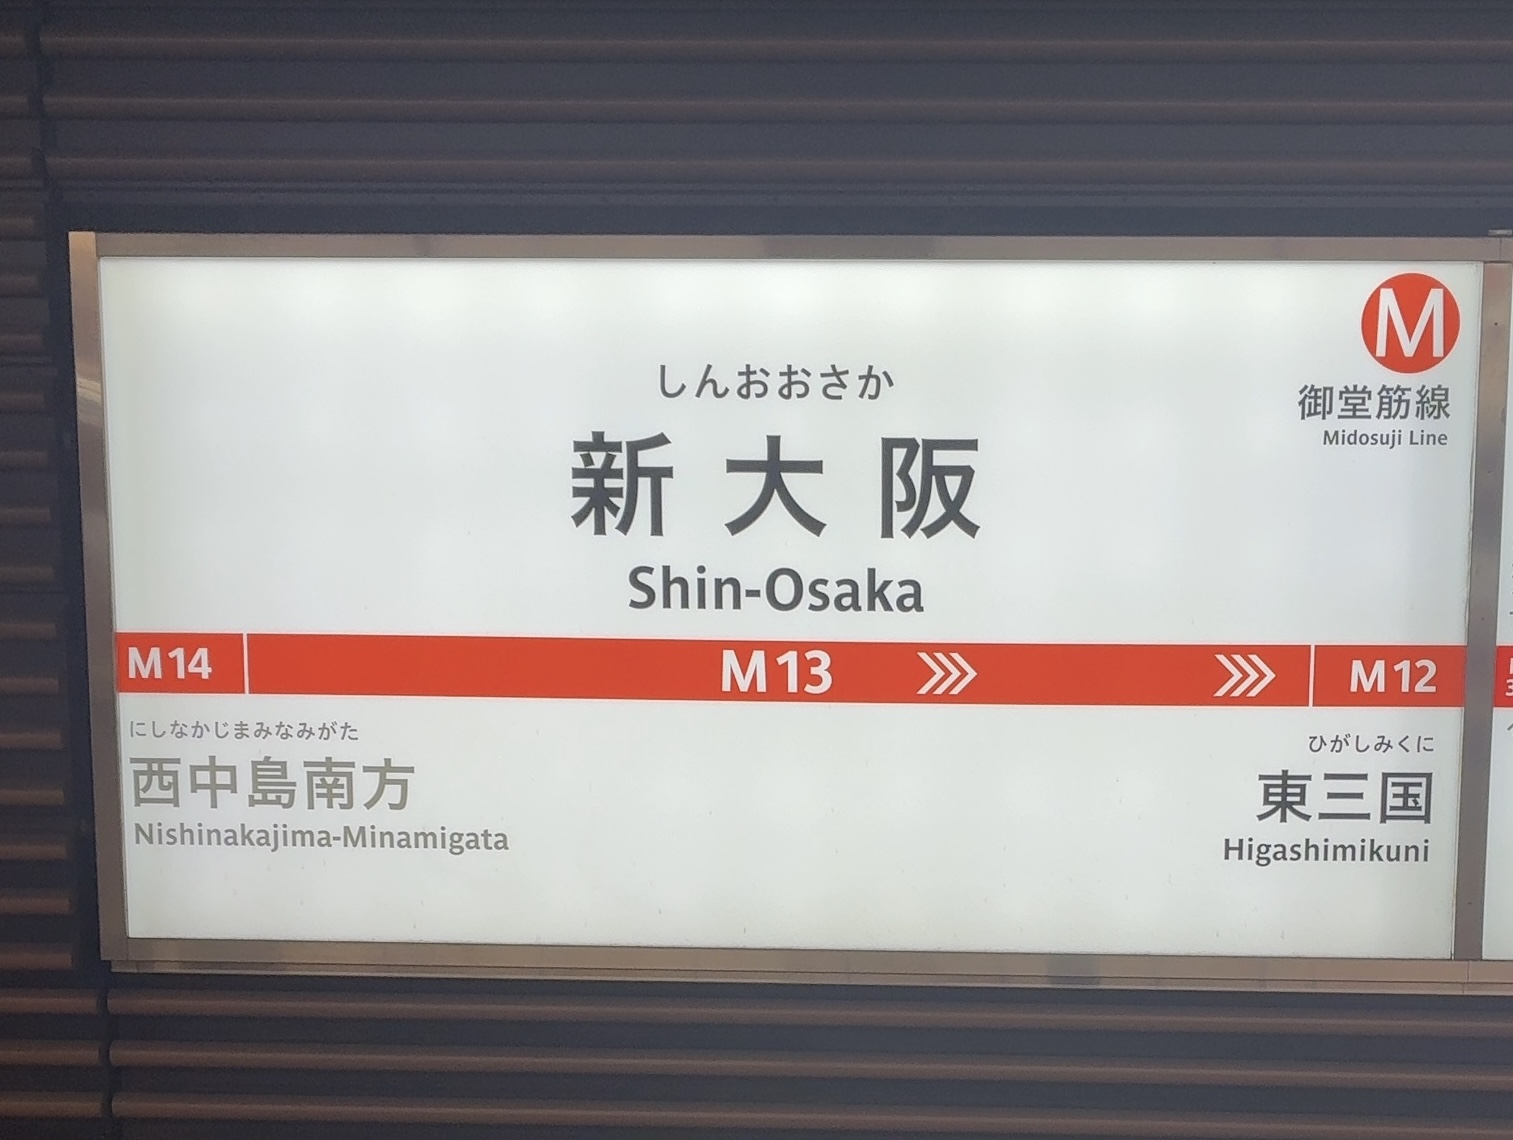 M
御堂筋線
Midosuji Line
しんおおさか
新大阪
Shin-Osaka
M14
M13
M12
にしなかじまみなみがた
西中島南方
Nishinakajima-Minamigata
ひがしみくに
東三国
Higashimikuni